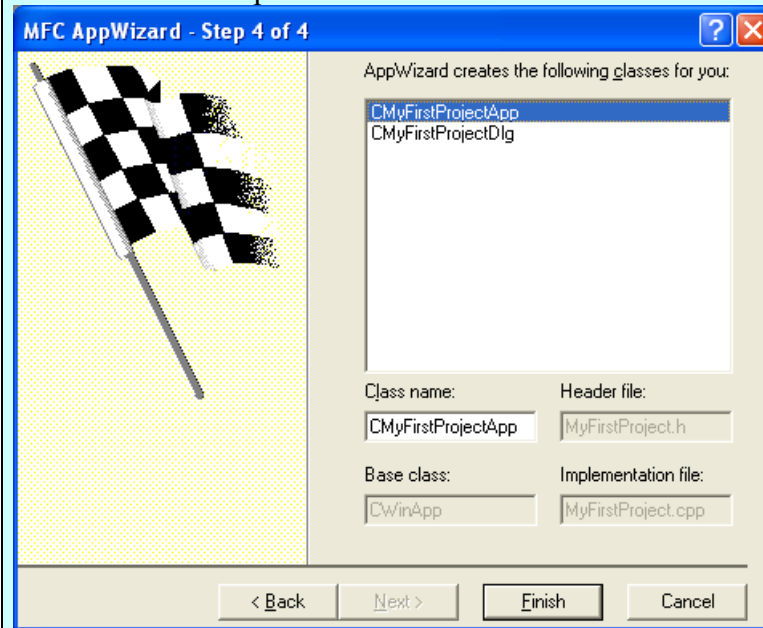 MFC AppWizard - Step 4 of 4
AppWizard creates the following classes for you:
CMyFirstProjectApp
CMyFirstProjectDlg
Class name:
Header file:
CMyFirstProjectApp
MyFirstProject.h
Base class:
Implementation file:
CWinApp
MyFirstProject.cpp
< Back
Next >
Finish
Cancel